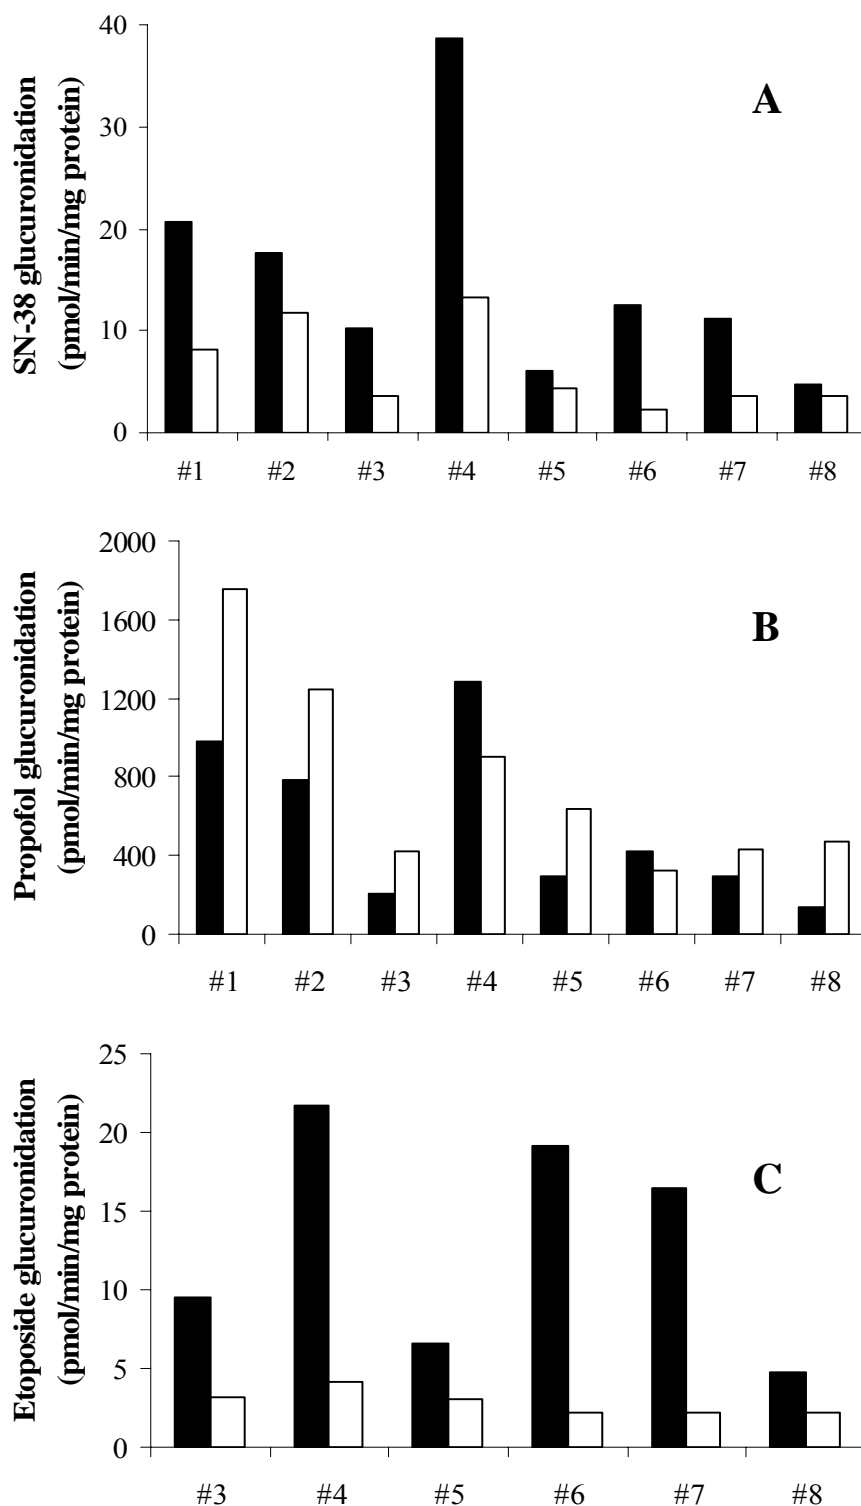 SN-38 glucuronidation
(pmol/min/mg protein)
40
30
20
10
0
A
#1 #2 #3 #4 #5 #6 #7 #8
Propofol glucuronidation
(pmol/min/mg protein)
2000
1600
1200
800
400
0
B
#1 #2 #3 #4 #5 #6 #7 #8
Etoposide glucuronidation
(pmol/min/mg protein)
25
20
15
10
5
0
C
#3 #4 #5 #6 #7 #8